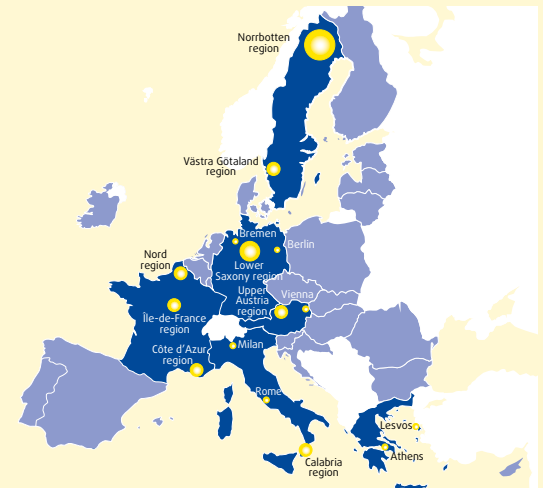 Norrbotten
region
Västra Götaland
region
Bremen
Berlin
Lower
Saxony region
Nord
region
Upper
Austria
region
Vienna
Île-de-France
region
Milan
Côte d'Azur
region
Rome
Lesvos
Athens
Calabria
region